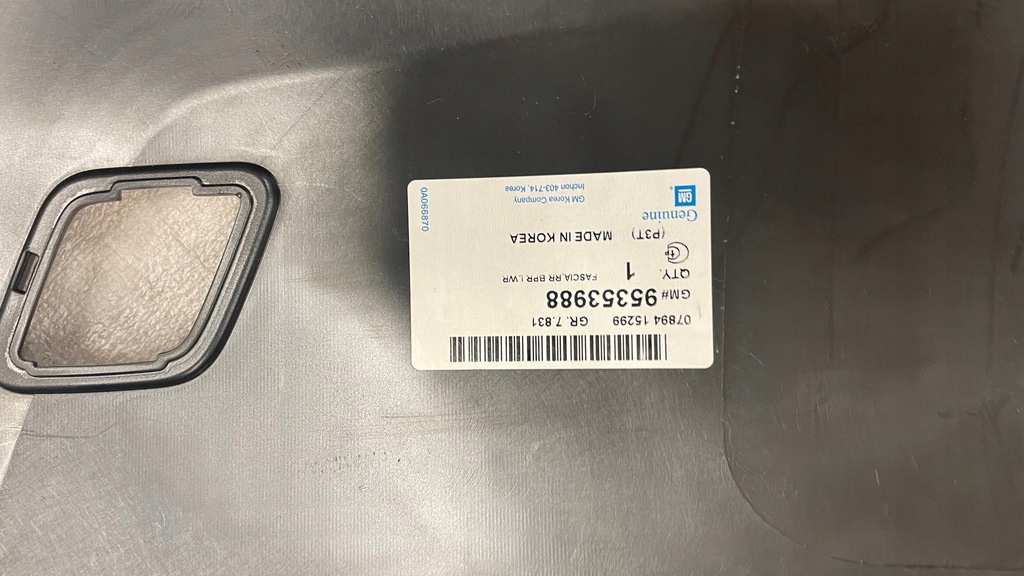 07894 15299 GR. 7.831
GM# 95353988
FASCIA,RR BPR LWR
QTY. 1
(P3T) MADE IN KOREA
Genuine
GM
GM Korea Company
Inchon 403-714, Korea
0A066870